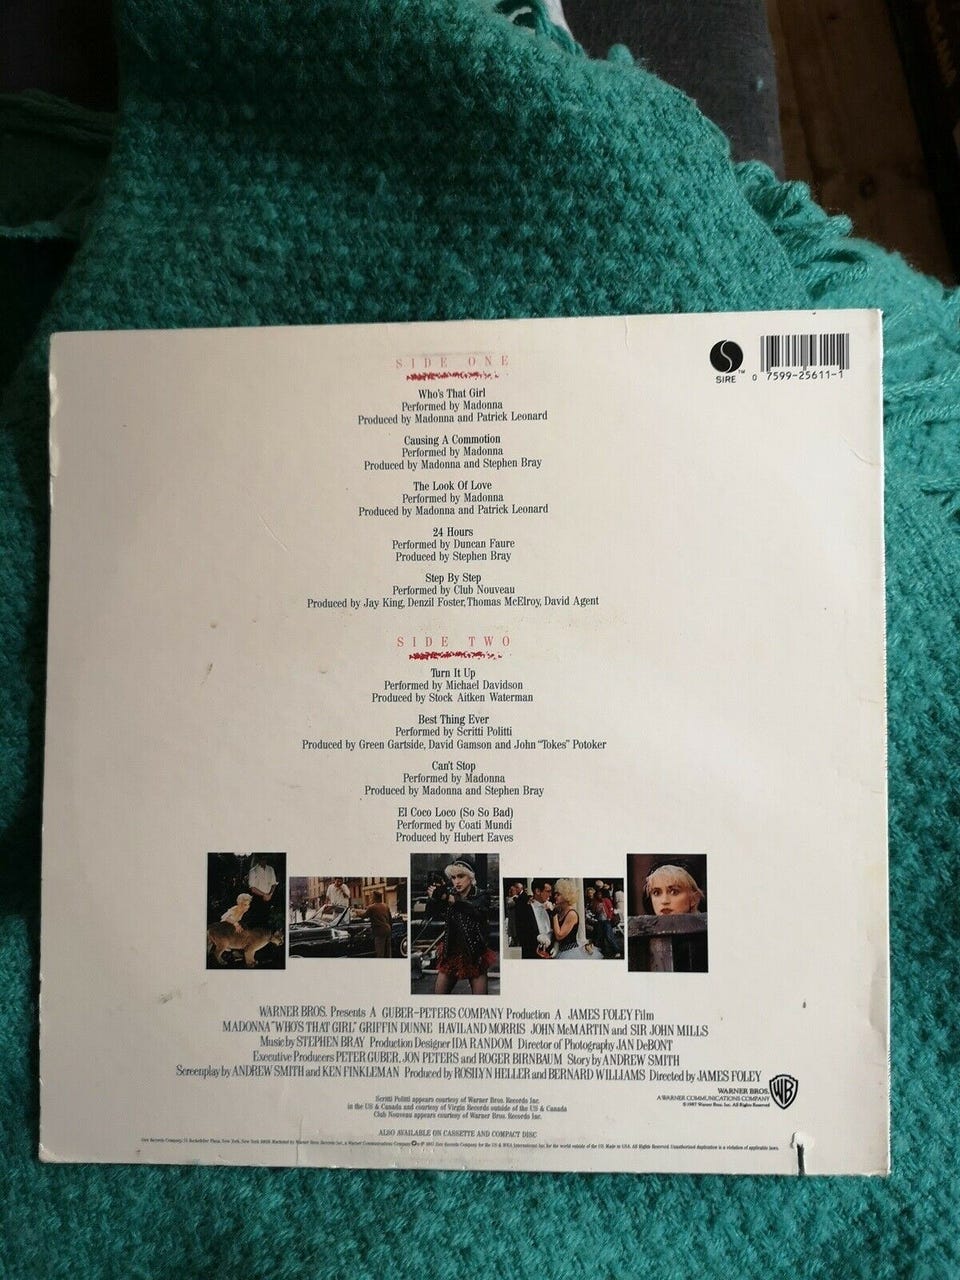 SIDE ONE
Who's That Girl
Performed by Madonna
Produced by Madonna and Patrick Leonard
Causing A Commotion
Performed by Madonna
Produced by Madonna and Stephen Bray
The Look Of Love
Performed by Madonna
Produced by Madonna and Patrick Leonard
24 Hours
Performed by Duncan Faure
Produced by Stephen Bray
Step By Step
Performed by Club Nouveau
Produced by Jay King, Denzil Foster, Thomas McElroy, David Agent
SIRE TM
0 7599-25611-1
SIDE TWO
Turn It Up
Performed by Michael Davidson
Produced by Stock Aitken Waterman
Best Thing Ever
Performed by Scritti Politti
Produced by Green Gartside, David Gamson and John "Tokes" Potoker
Can't Stop
Performed by Madonna
Produced by Madonna and Stephen Bray
El Coco Loco (So So Bad)
Performed by Coati Mundi
Produced by Hubert Eaves
WARNER BROS. Presents A GUBER-PETERS COMPANY Production A JAMES FOLEY Film
MADONNA "WHO'S THAT GIRL" GRIFFIN DUNNE HAVILAND MORRIS JOHN McMARTIN and SIR JOHN MILLS
Music by STEPHEN BRAY Production Designer IDA RANDOM Director of Photography JAN DeBONT
Executive Producers PETER GUBER, JON PETERS and ROGER BIRNBAUM Story by ANDREW SMITH
Screenplay by ANDREW SMITH and KEN FINKLEMAN Produced by ROSILYN HELLER and BERNARD WILLIAMS Directed by JAMES FOLEY
WARNER BROS.
A WARNER COMMUNICATIONS COMPANY
©1987 Warner Bros. Inc. All Rights Reserved
WB
Scritti Politti appears courtesy of Warner Bros. Records Inc.
in the US & Canada and courtesy of Virgin Records outside of the US & Canada
Club Nouveau appears courtesy of Warner Bros. Records Inc.
ALSO AVAILABLE ON CASSETTE AND COMPACT DISC